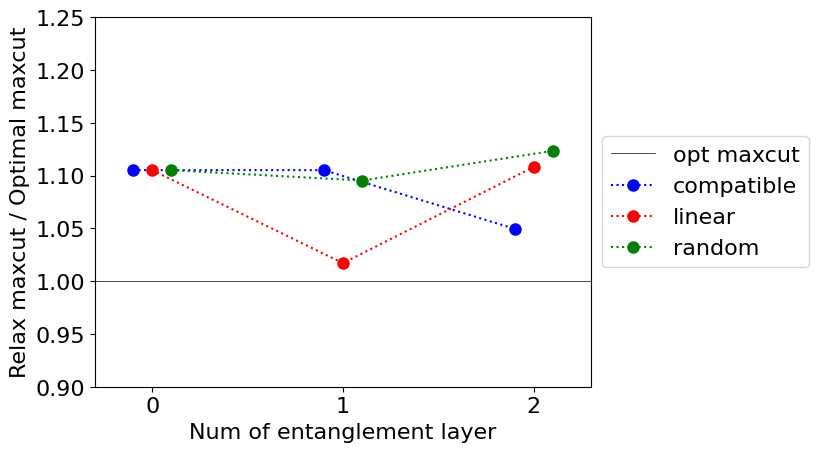 Relax maxcut / Optimal maxcut
1.25
1.20
1.15
1.10
1.05
1.00
0.95
0.90
0 1 2
Num of entanglement layer
opt maxcut
compatible
linear
random